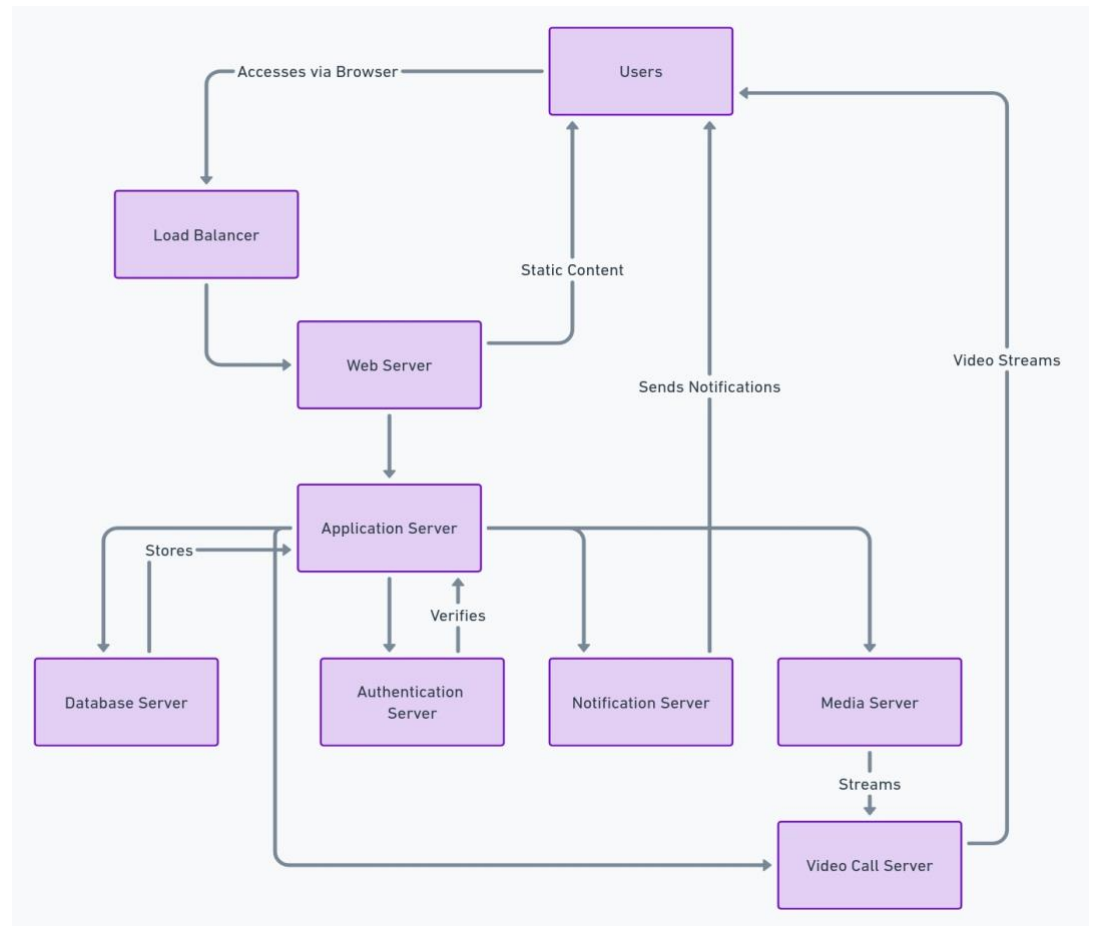 Users
Accesses via Browser
Load Balancer
Static Content
Web Server
Video Streams
Sends Notifications
Application Server
Stores
Verifies
Database Server
Authentication
Server
Notification Server
Media Server
Streams
Video Call Server